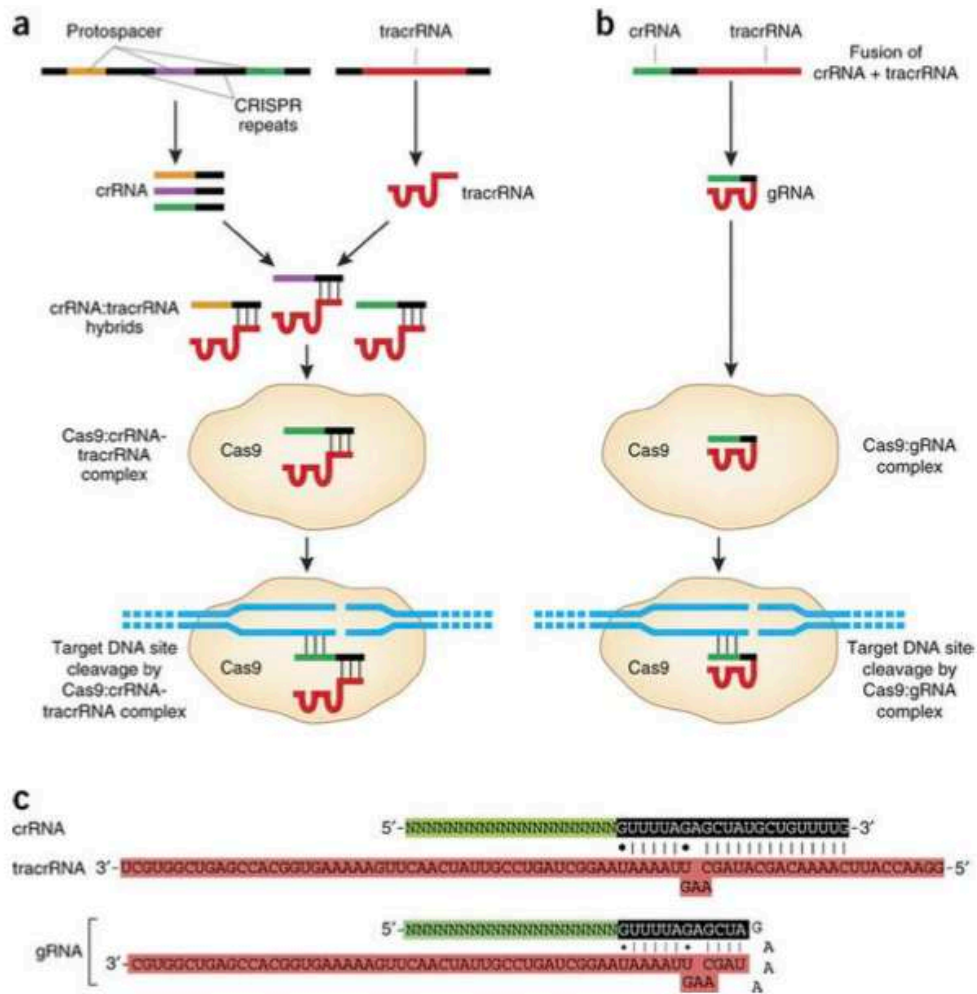 a
Protospacer
tracrRNA
CRISPR
repeats
crRNA
tracrRNA
crRNA:tracrRNA
hybrids
Cas9:crRNA-
tracrRNA
complex
Cas9
Target DNA site
cleavage by
Cas9:crRNA-
tracrRNA complex
Cas9
b
crRNA
tracrRNA
Fusion of
crRNA + tracrRNA
gRNA
Cas9
Cas9:gRNA
complex
Cas9
Target DNA site
cleavage by
Cas9:gRNA
complex
c
crRNA 5′-NNNNNNNNNNNNNNNNNNNNGUUUUAGAGCUAUGCUGUUUUG-3′
tracrRNA 3′-UCGUGGCUGAGCCACGGUGAAAAAGUUCAACUAUUGCCUGAUCGGAAUAAAAUU CGAUACGACAAAACUUACCAAGG-5′
GAA
gRNA
5′-NNNNNNNNNNNNNNNNNNNNGUUUUAGAGCUA G
A
3′-CGUGGCUGAGCCACGGUGAAAAAGUUCAACUAUUGCCUGAUCGGAAUAAAAUU CGAU A
GAA A